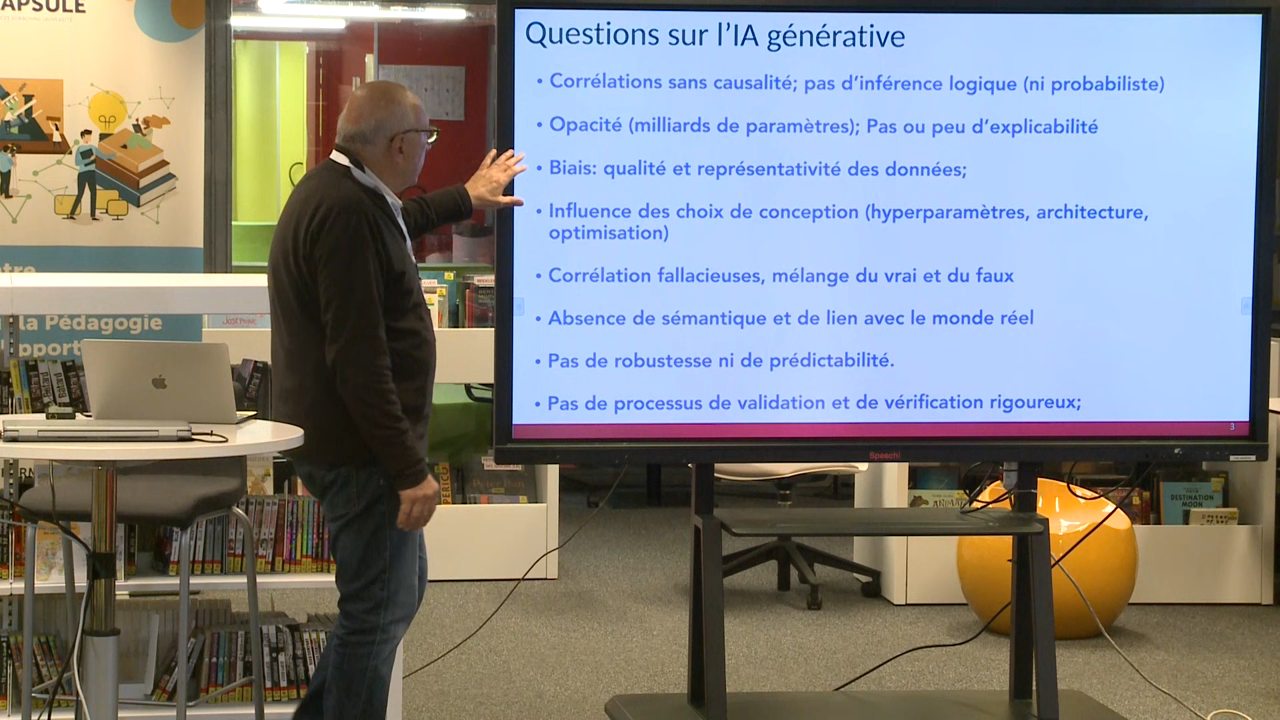 APSULE
Questions sur l'IA générative
• Corrélations sans causalité; pas d'inférence logique (ni probabiliste)
• Opacité (milliards de paramètres); Pas ou peu d'explicabilité
• Biais: qualité et représentativité des données;
• Influence des choix de conception (hyperparamètres, architecture,
optimisation)
• Corrélation fallacieuses, mélange du vrai et du faux
• Absence de sémantique et de lien avec le monde réel
• Pas de robustesse ni de prédictabilité.
• Pas de processus de validation et de vérification rigoureux;
3
Speechi
la Pédagogie
pport
DESTINATION
MOON